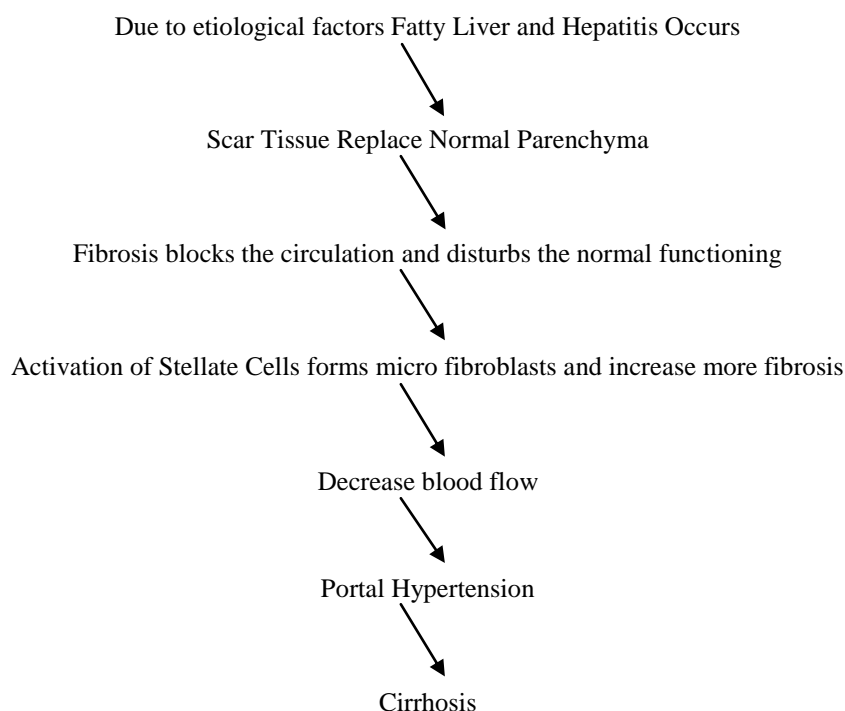 Due to etiological factors Fatty Liver and Hepatitis Occurs
Scar Tissue Replace Normal Parenchyma
Fibrosis blocks the circulation and disturbs the normal functioning
Activation of Stellate Cells forms micro fibroblasts and increase more fibrosis
Decrease blood flow
Portal Hypertension
Cirrhosis